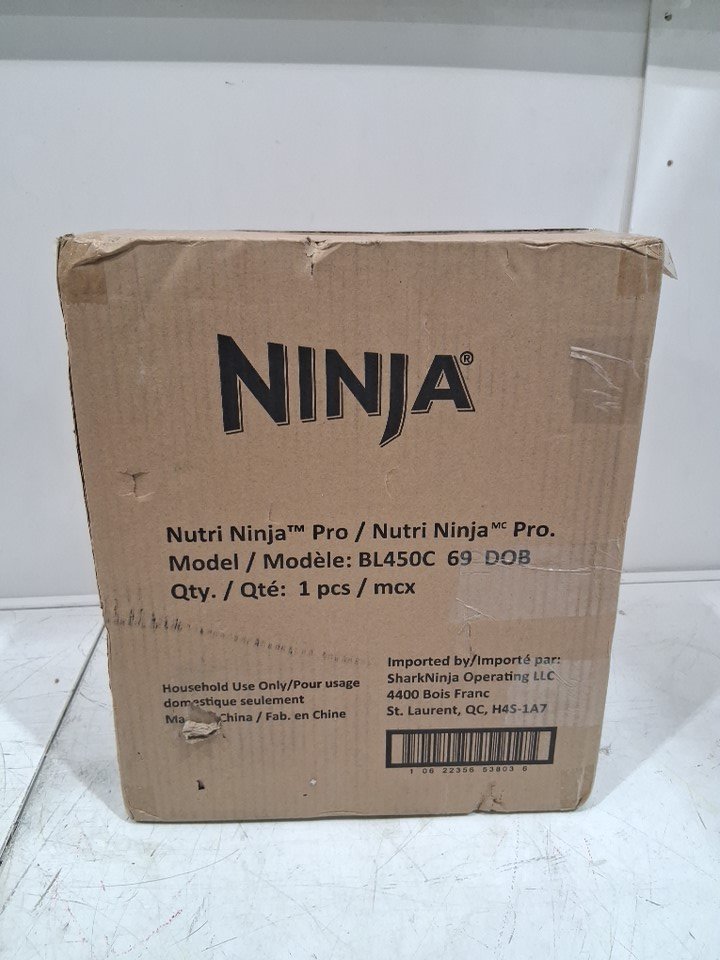 NINJA®
Nutri Ninja™ Pro / Nutri Ninja ᴹᶜ Pro.
Model / Modèle: BL450C 69 DOB
Qty. / Qté: 1 pcs / mcx
Household Use Only/Pour usage
domestique seulement
China / Fab. en Chine
Imported by/Importé par:
SharkNinja Operating LLC
4400 Bois Franc
St. Laurent, QC, H4S-1A7
1 06 22356 53803 6